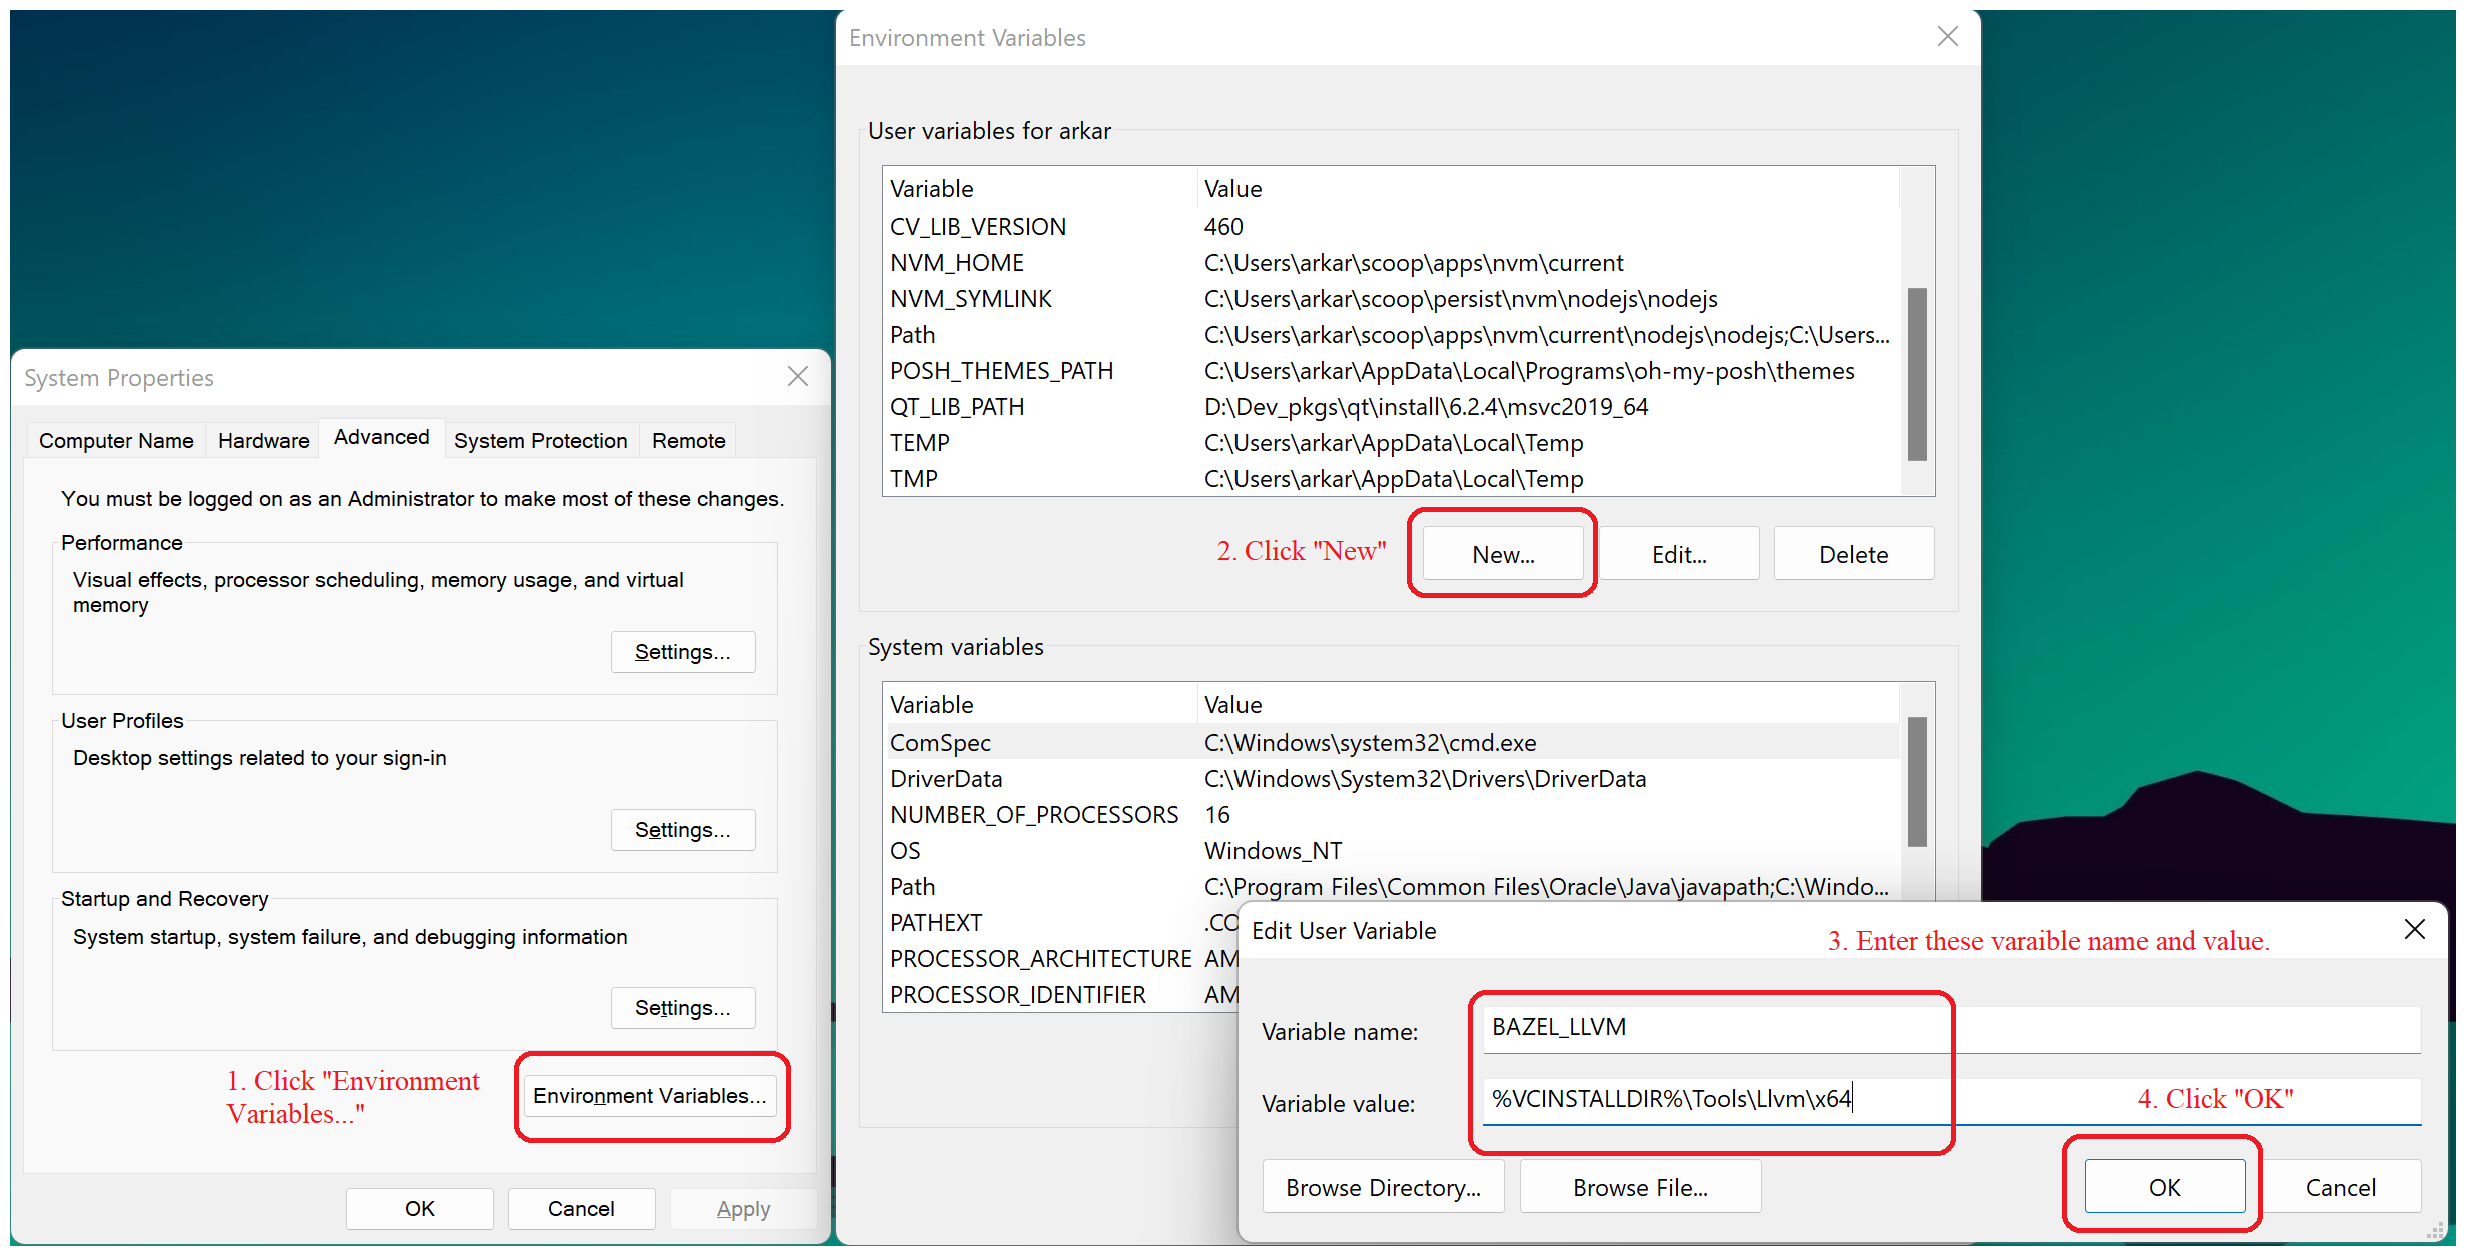 Environment Variables
User variables for arkar
Variable Value
CV_LIB_VERSION 460
NVM_HOME C:\Users\arkar\scoop\apps\nvm\current
NVM_SYMLINK C:\Users\arkar\scoop\persist\nvm\nodejs\nodejs
Path C:\Users\arkar\scoop\apps\nvm\current\nodejs\nodejs;C:\Users...
POSH_THEMES_PATH C:\Users\arkar\AppData\Local\Programs\oh-my-posh\themes
QT_LIB_PATH D:\Dev_pkgs\qt\install\6.2.4\msvc2019_64
TEMP C:\Users\arkar\AppData\Local\Temp
TMP C:\Users\arkar\AppData\Local\Temp
2. Click "New"
New... Edit... Delete
System variables
Variable Value
ComSpec C:\Windows\system32\cmd.exe
DriverData C:\Windows\System32\Drivers\DriverData
NUMBER_OF_PROCESSORS 16
OS Windows_NT
Path C:\Program Files\Common Files\Oracle\Java\javapath;C:\Windo...
PATHEXT .CO
PROCESSOR_ARCHITECTURE AM
PROCESSOR_IDENTIFIER AM
System Properties
Computer Name Hardware Advanced System Protection Remote
You must be logged on as an Administrator to make most of these changes.
Performance
Visual effects, processor scheduling, memory usage, and virtual
memory
Settings...
User Profiles
Desktop settings related to your sign-in
Settings...
Startup and Recovery
System startup, system failure, and debugging information
Settings...
1. Click "Environment
Variables..."
Environment Variables...
OK Cancel Apply
Edit User Variable
3. Enter these varaible name and value.
Variable name: BAZEL_LLVM
Variable value: %VCINSTALLDIR%\Tools\Llvm\x64
4. Click "OK"
Browse Directory... Browse File... OK Cancel